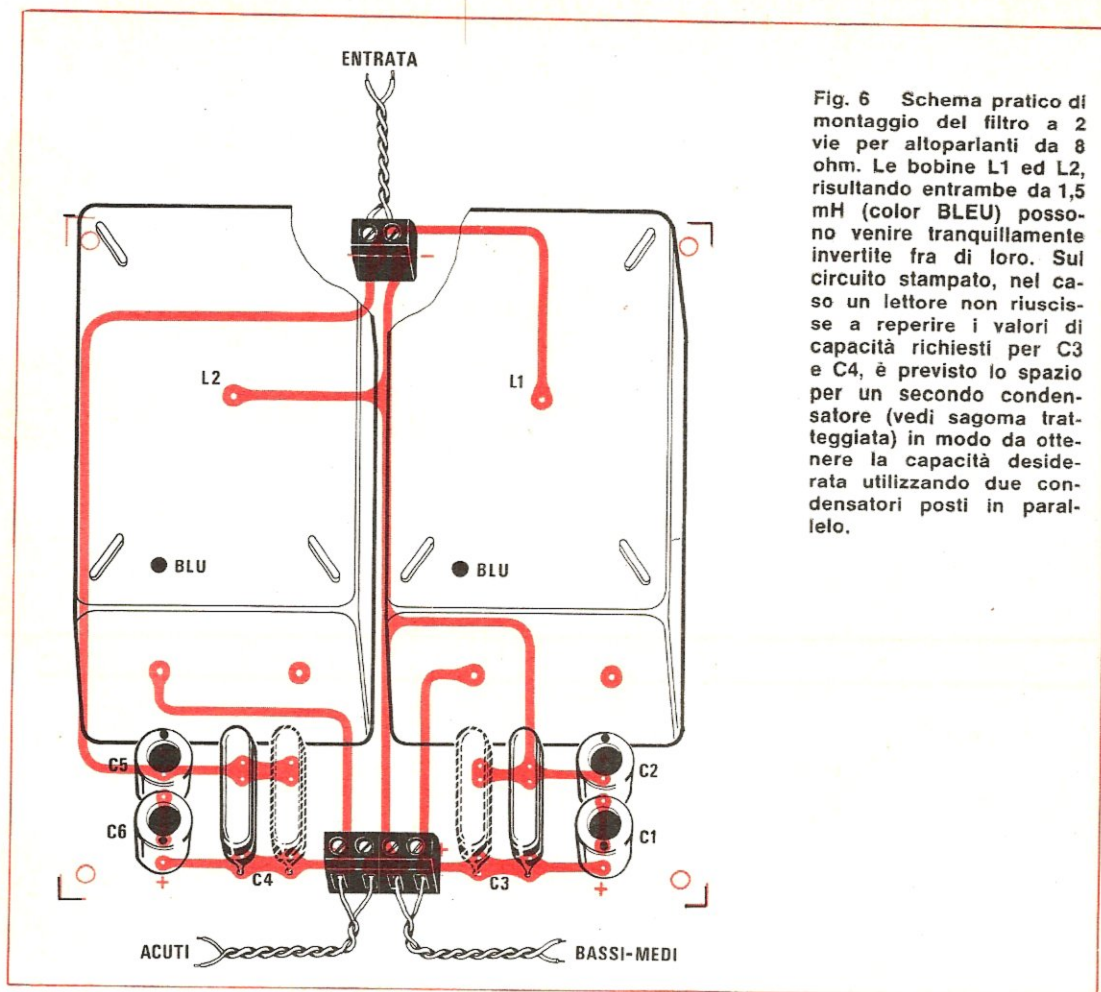 ENTRATA
+ -
L2
L1
BLU
BLU
C5
C6
C4
C3
C2
C1
+
+
+
ACUTI
BASSI-MEDI
Fig. 6 Schema pratico di
montaggio del filtro a 2
vie per altoparlanti da 8
ohm. Le bobine L1 ed L2,
risultando entrambe da 1,5
mH (color BLEU) posso-
no venire tranquillamente
invertite fra di loro. Sul
circuito stampato, nel ca-
so un lettore non riuscis-
se a reperire i valori di
capacità richiesti per C3
e C4, è previsto lo spazio
per un secondo conden-
satore (vedi sagoma trat-
teggiata) in modo da otte-
nere la capacità deside-
rata utilizzando due con-
densatori posti in paral-
lelo.